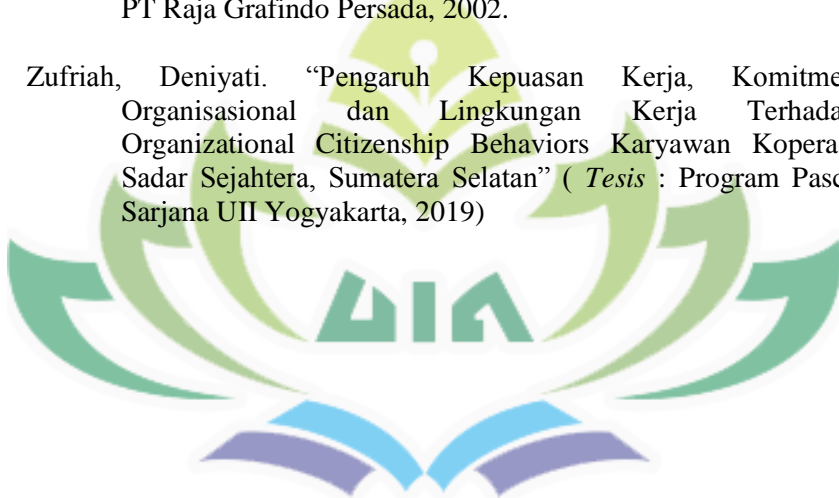 PT Raja Grafindo Persada, 2002.
Zufriah, Deniyati. “Pengaruh Kepuasan Kerja, Komitme
Organisasional dan Lingkungan Kerja Terhada
Organizational Citizenship Behaviors Karyawan Kopera
Sadar Sejahtera, Sumatera Selatan” ( Tesis : Program Pasc
Sarjana UII Yogyakarta, 2019)
UIN